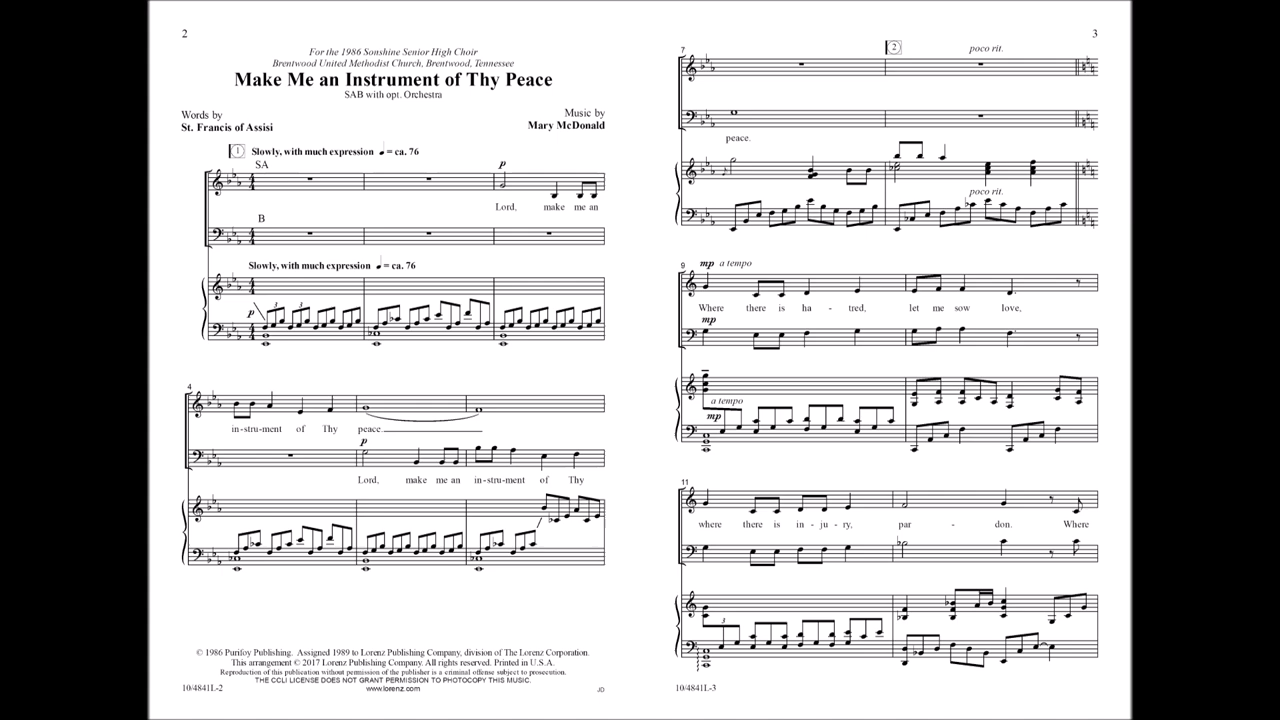 2
For the 1986 Sonshine Senior High Choir
Brentwood United Methodist Church, Brentwood, Tennessee
Make Me an Instrument of Thy Peace
SAB with opt. Orchestra
Words by
St. Francis of Assisi
Music by
Mary McDonald
1 Slowly, with much expression ♩ = ca. 76
SA
p
Lord, make me an
B
Slowly, with much expression ♩ = ca. 76
p 3 3
4
in-stru-ment of Thy peace.
p
Lord, make me an in-stru-ment of Thy
© 1986 Purifoy Publishing. Assigned 1989 to Lorenz Publishing Company, division of The Lorenz Corporation.
This arrangement © 2017 Lorenz Publishing Company. All rights reserved. Printed in U.S.A.
Reproduction of this publication without permission of the publisher is a criminal offense subject to prosecution.
THE CCLI LICENSE DOES NOT GRANT PERMISSION TO PHOTOCOPY THIS MUSIC.
www.lorenz.com
10/4841L-2
JD
3
7
2 poco rit.
peace.
poco rit.
9 mp a tempo
Where there is ha - tred, let me sow love,
mp
a tempo
mp
11
where there is in - ju - ry, par - don. Where
3
10/4841L-3